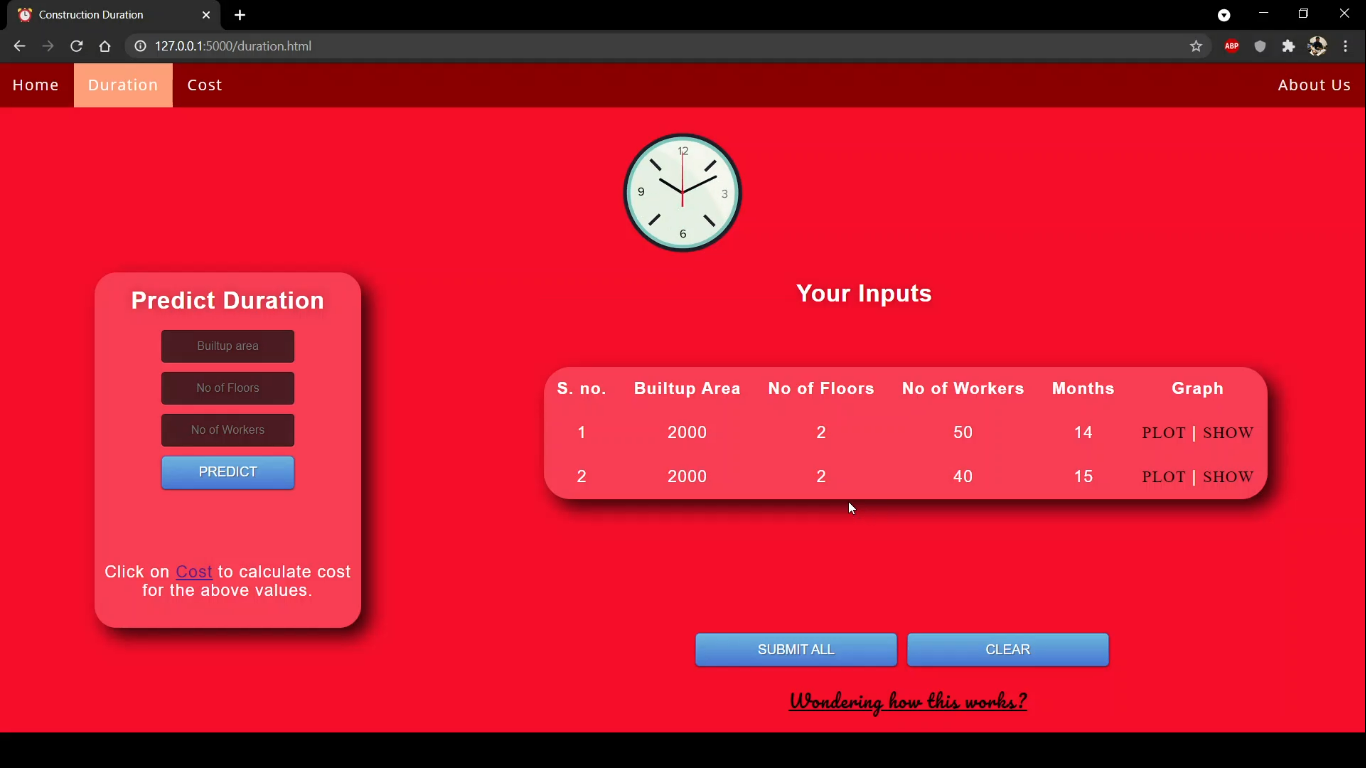 Construction Duration
127.0.0.1:5000/duration.html
ABP
Home Duration Cost About Us
12
9 3
6
Predict Duration
Builtup area
No of Floors
No of Workers
PREDICT
Click on Cost to calculate cost
for the above values.
Your Inputs
S. no. Builtup Area No of Floors No of Workers Months Graph
1 2000 2 50 14 PLOT | SHOW
2 2000 2 40 15 PLOT | SHOW
SUBMIT ALL CLEAR
Wondering how this works?